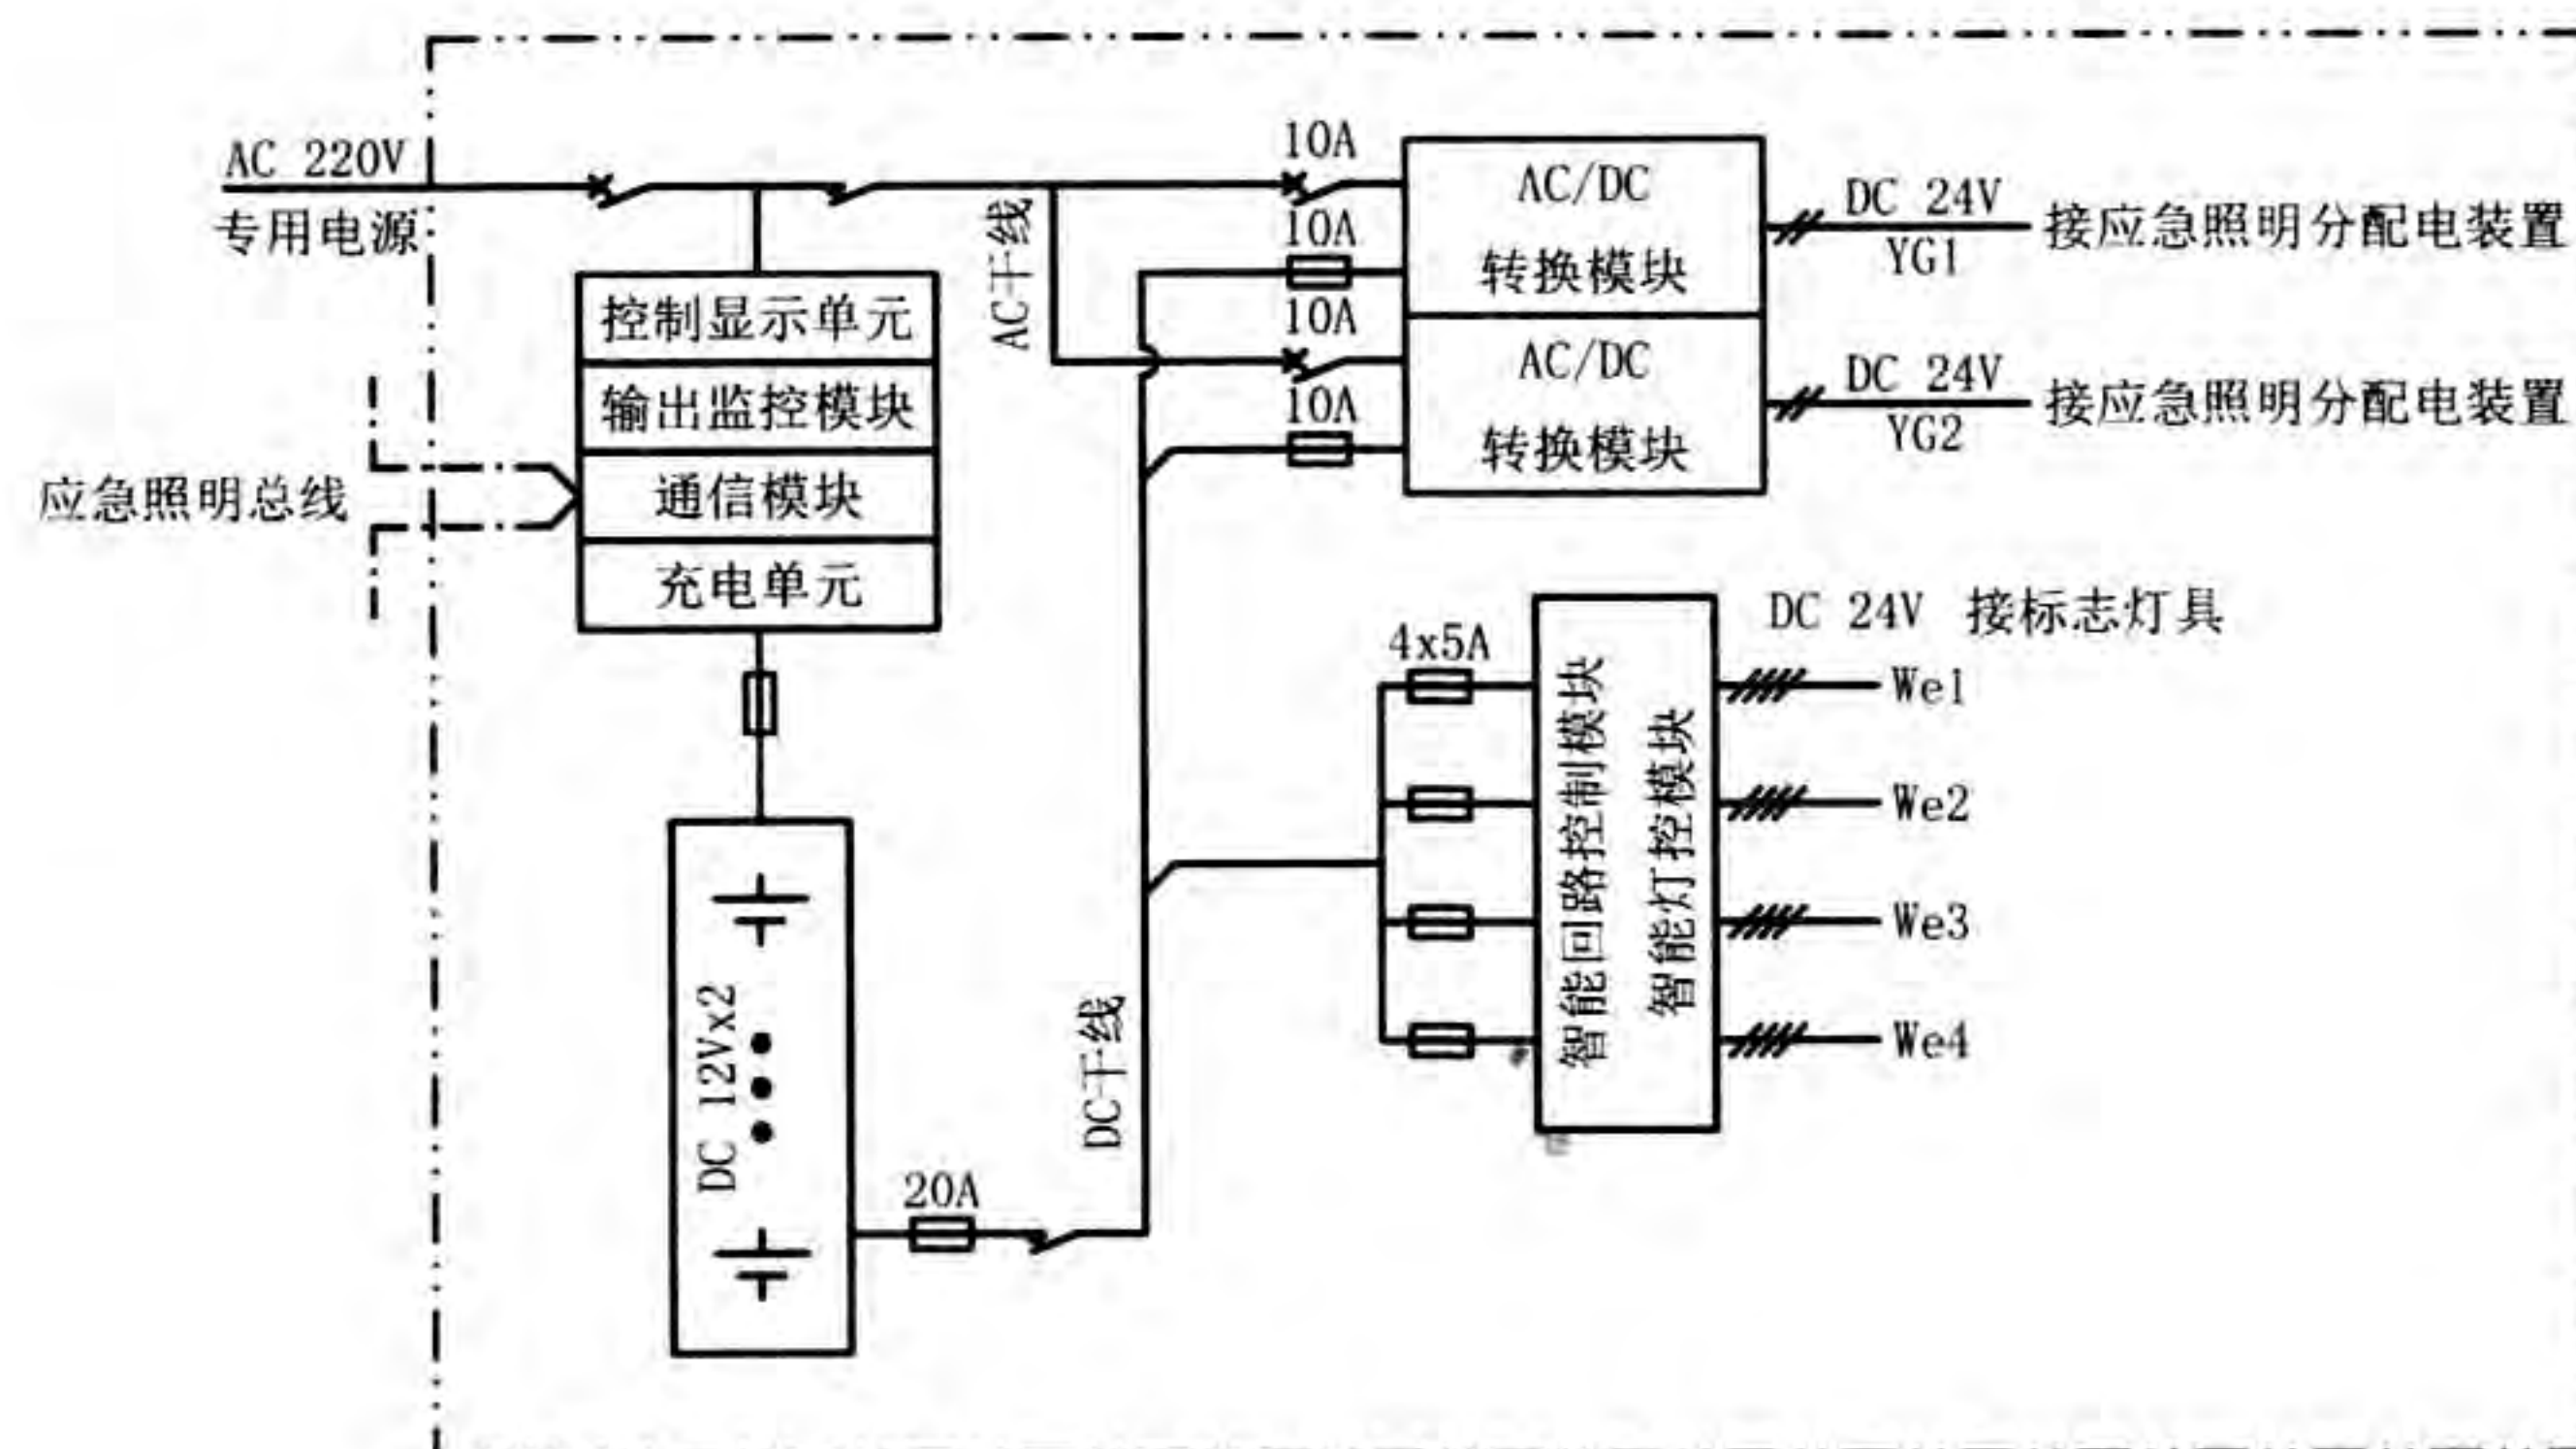 AC 220V
专用电源
10A
10A
10A
10A
AC干线
AC/DC
转换模块
AC/DC
转换模块
DC 24V
YG1
接应急照明分配电装置
DC 24V
YG2
接应急照明分配电装置
控制显示单元
输出监控模块
通信模块
充电单元
应急照明总线
DC 24V 接标志灯具
4x5A
智能回路控制模块
智能灯控模块
We1
We2
We3
We4
DC 12Vx2
DC干线
20A